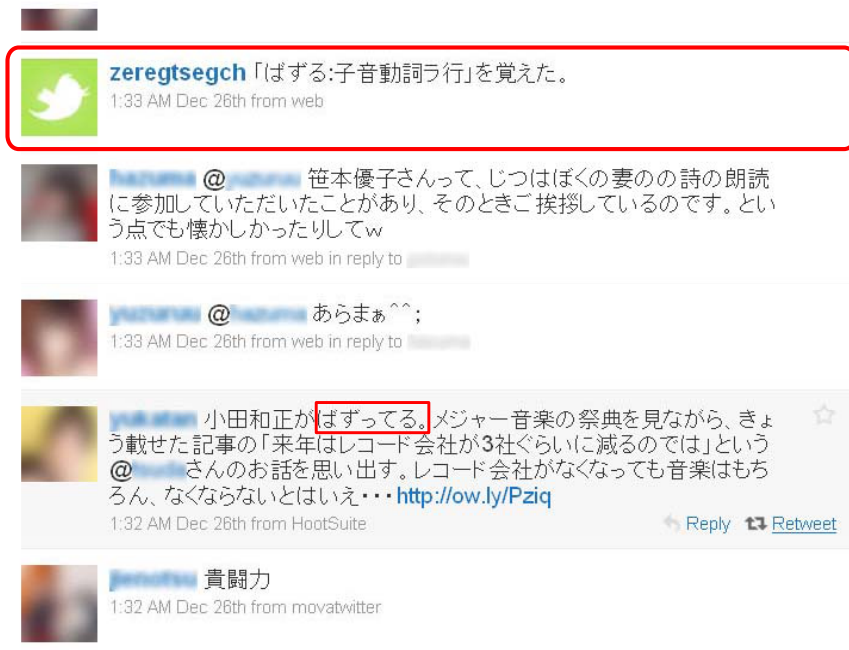 zeregtsegch 「ばずる:子音動詞ラ行」を覚えた。
1:33 AM Dec 26th from web
@ 笹本優子さんって、じつはぼくの妻のの詩の朗読
に参加していただいたことがあり、そのときご挨拶しているのです。とい
う点でも懐かしかったりしてw
1:33 AM Dec 26th from web in reply to
@ あらまぁ^^;
1:33 AM Dec 26th from web in reply to
小田和正がばずってる。メジャー音楽の祭典を見ながら、きょ
う載せた記事の「来年はレコード会社が3社ぐらいに減るのでは」という
@ さんのお話を思い出す。レコード会社がなくなっても音楽はもち
ろん、なくならないとはいえ・・・http://ow.ly/Pziq
1:32 AM Dec 26th from HootSuite
Reply Retweet
貴闘力
1:32 AM Dec 26th from movatwitter